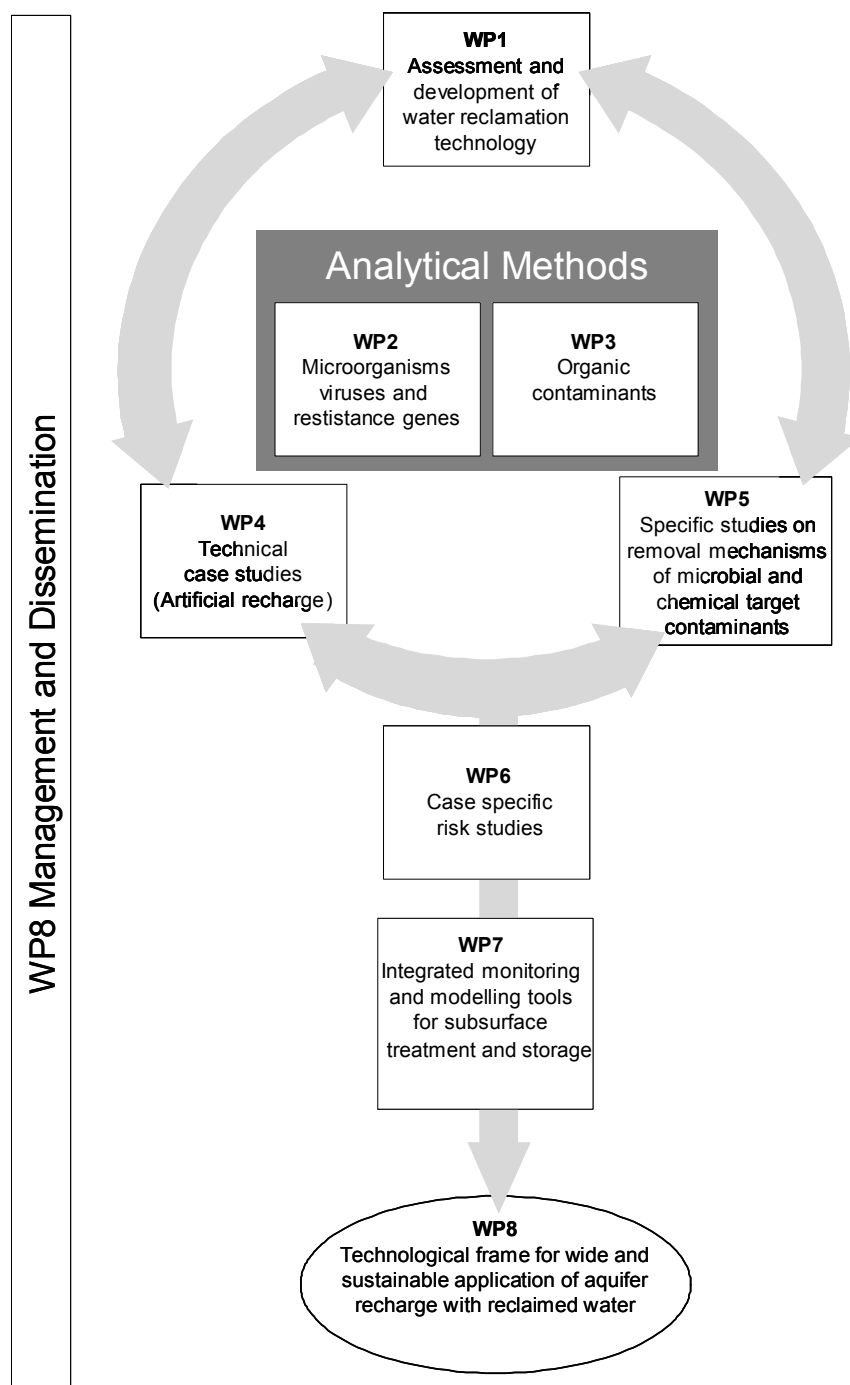 WP8 Management and Dissemination
WP1
Assessment and
development of
water reclamation
technology
Analytical Methods
WP2
Microorganisms
viruses and
restistance genes
WP3
Organic
contaminants
WP4
Technical
case studies
(Artificial recharge)
WP5
Specific studies on
removal mechanisms
of microbial and
chemical target
contaminants
WP6
Case specific
risk studies
WP7
Integrated monitoring
and modelling tools
for subsurface
treatment and storage
WP8
Technological frame for wide and
sustainable application of aquifer
recharge with reclaimed water